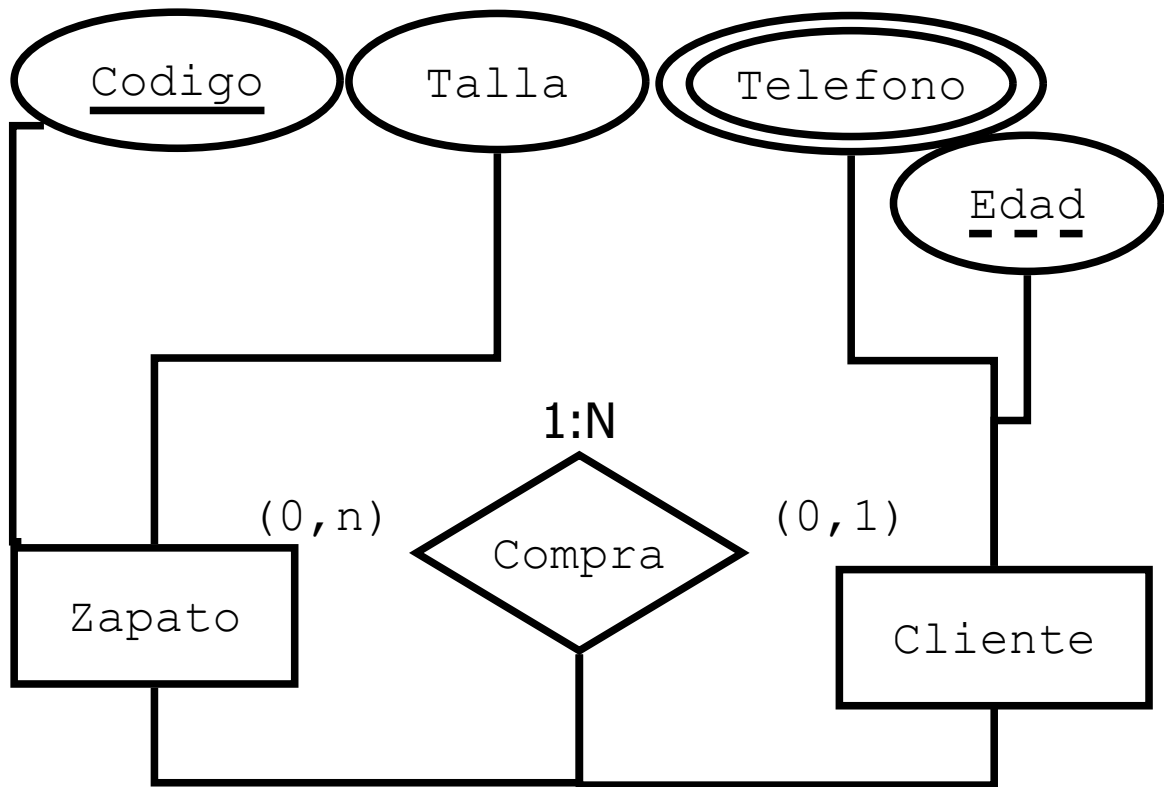 Codigo
Talla
Telefono
Edad
1:N
(0,n)
(0,1)
Compra
Zapato
Cliente